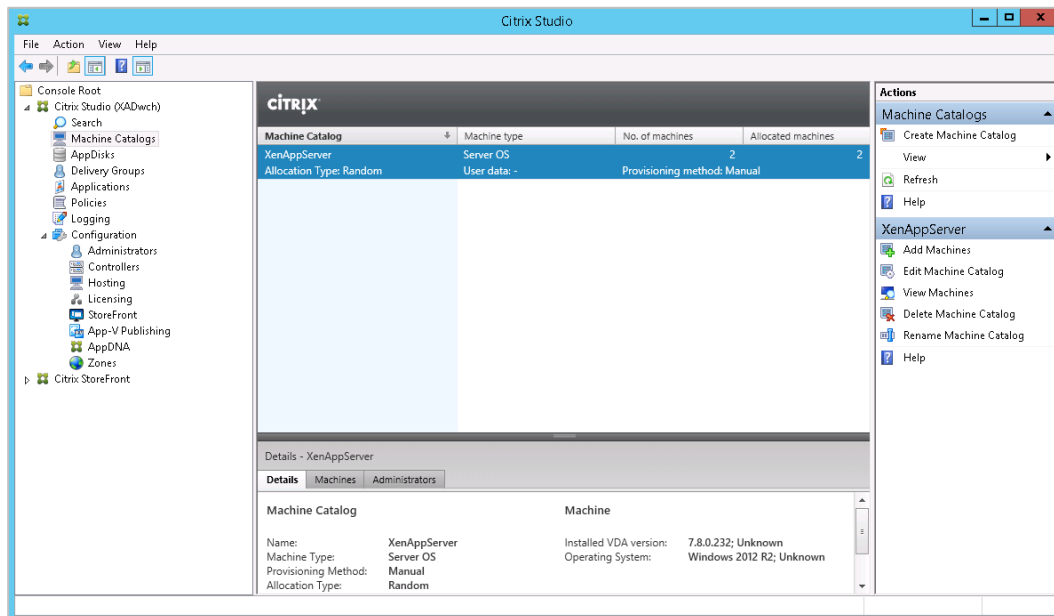 Citrix Studio
File Action View Help
Console Root
Citrix Studio (XADwch)
Search
Machine Catalogs
AppDisks
Delivery Groups
Applications
Policies
Logging
Configuration
Administrators
Controllers
Hosting
Licensing
StoreFront
App-V Publishing
AppDNA
Zones
Citrix StoreFront
CİTRIX
Machine Catalog Machine type No. of machines Allocated machines
XenAppServer Server OS 2 2
Allocation Type: Random User data: - Provisioning method: Manual
Details - XenAppServer
Details Machines Administrators
Machine Catalog Machine
Name: XenAppServer Installed VDA version: 7.8.0.232; Unknown
Machine Type: Server OS Operating System: Windows 2012 R2; Unknown
Provisioning Method: Manual
Allocation Type: Random
Actions
Machine Catalogs
Create Machine Catalog
View
Refresh
Help
XenAppServer
Add Machines
Edit Machine Catalog
View Machines
Delete Machine Catalog
Rename Machine Catalog
Help